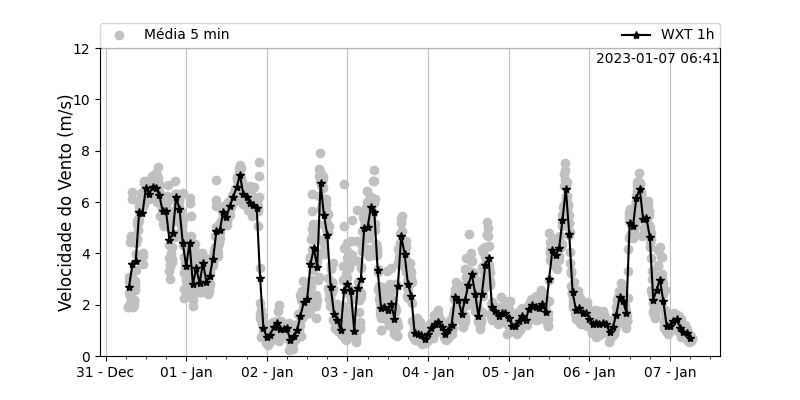 Média 5 min WXT 1h
2023-01-07 06:41
Velocidade do Vento (m/s)
12
10
8
6
4
2
0
31 - Dec 01 - Jan 02 - Jan 03 - Jan 04 - Jan 05 - Jan 06 - Jan 07 - Jan